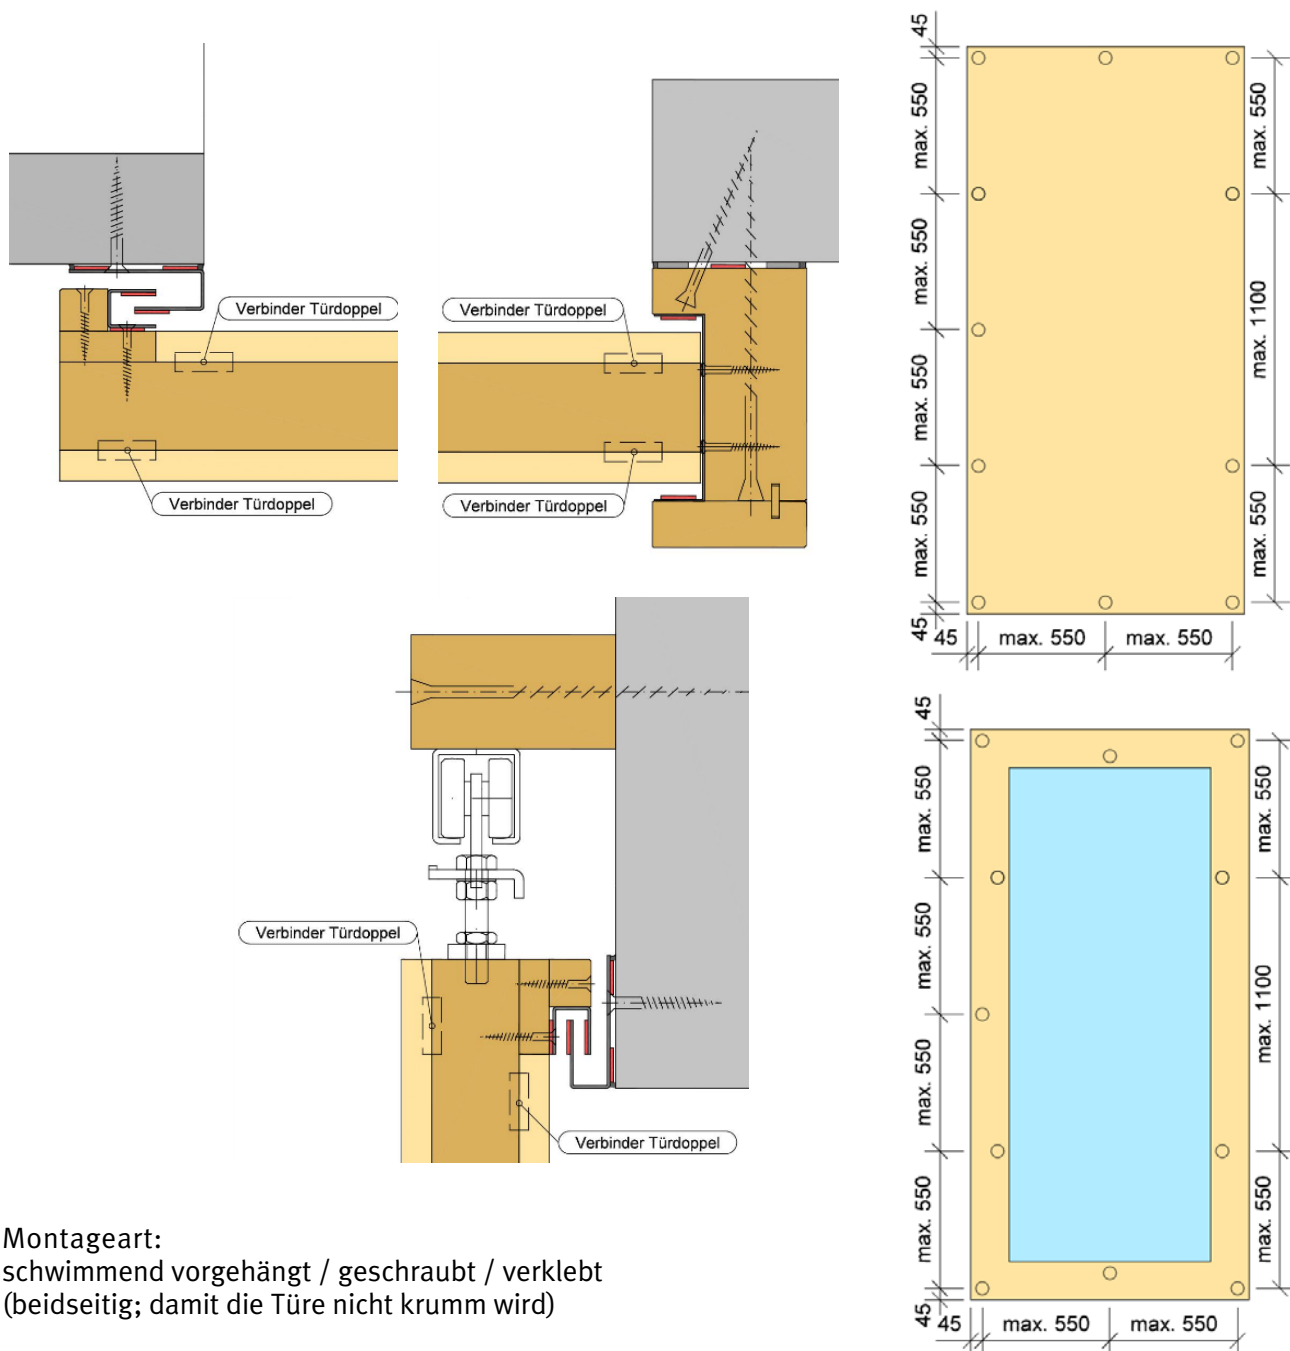 Verbinder Türdoppel
Verbinder Türdoppel
Verbinder Türdoppel
Verbinder Türdoppel
45
max. 550
max. 550
max. 550
max. 550
45
max. 550
max. 1100
max. 550
45
max. 550
max. 550
Verbinder Türdoppel
Verbinder Türdoppel
45
max. 550
max. 550
max. 550
max. 550
45
max. 550
max. 1100
max. 550
45
max. 550
max. 550
Montageart:
schwimmend vorgehängt / geschraubt / verklebt
(beidseitig; damit die Türe nicht krumm wird)